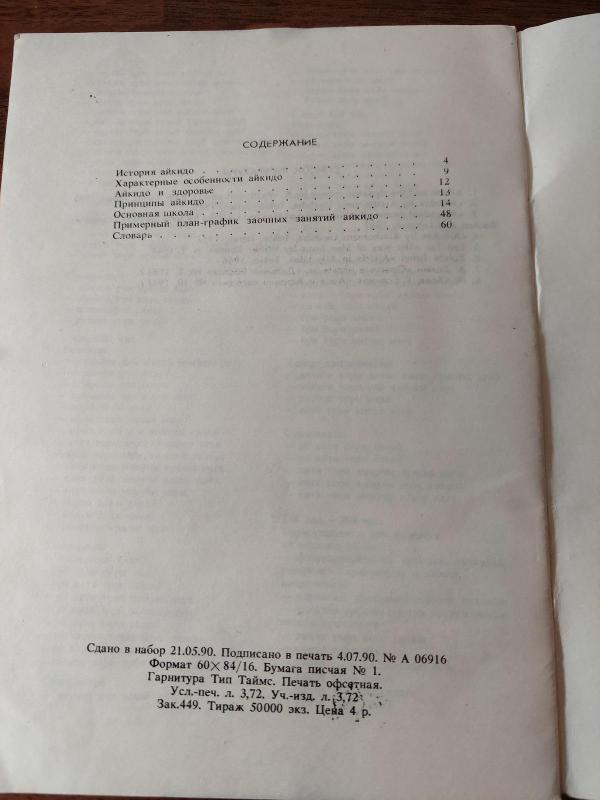 СОДЕРЖАНИЕ
История айкидо . . . . . . . . . . . . . 4
Характерные особенности айкидо . . . . . . . . 9
Айкидо и здоровье . . . . . . . . . . . . 12
Принципы айкидо . . . . . . . . . . . . 13
Основная школа . . . . . . . . . . . . . 14
Примерный план-график заочных занятий айкидо . . . 48
Словарь . . . . . . . . . . . . . . . 60
Сдано в набор 21.05.90. Подписано в печать 4.07.90. № А 06916
Формат 60×84/16. Бумага писчая № 1.
Гарнитура Тип Таймс. Печать офсетная.
Усл.-печ. л. 3,72. Уч.-изд. л. 3,72
Зак.449. Тираж 50000 экз. Цена 4 р.